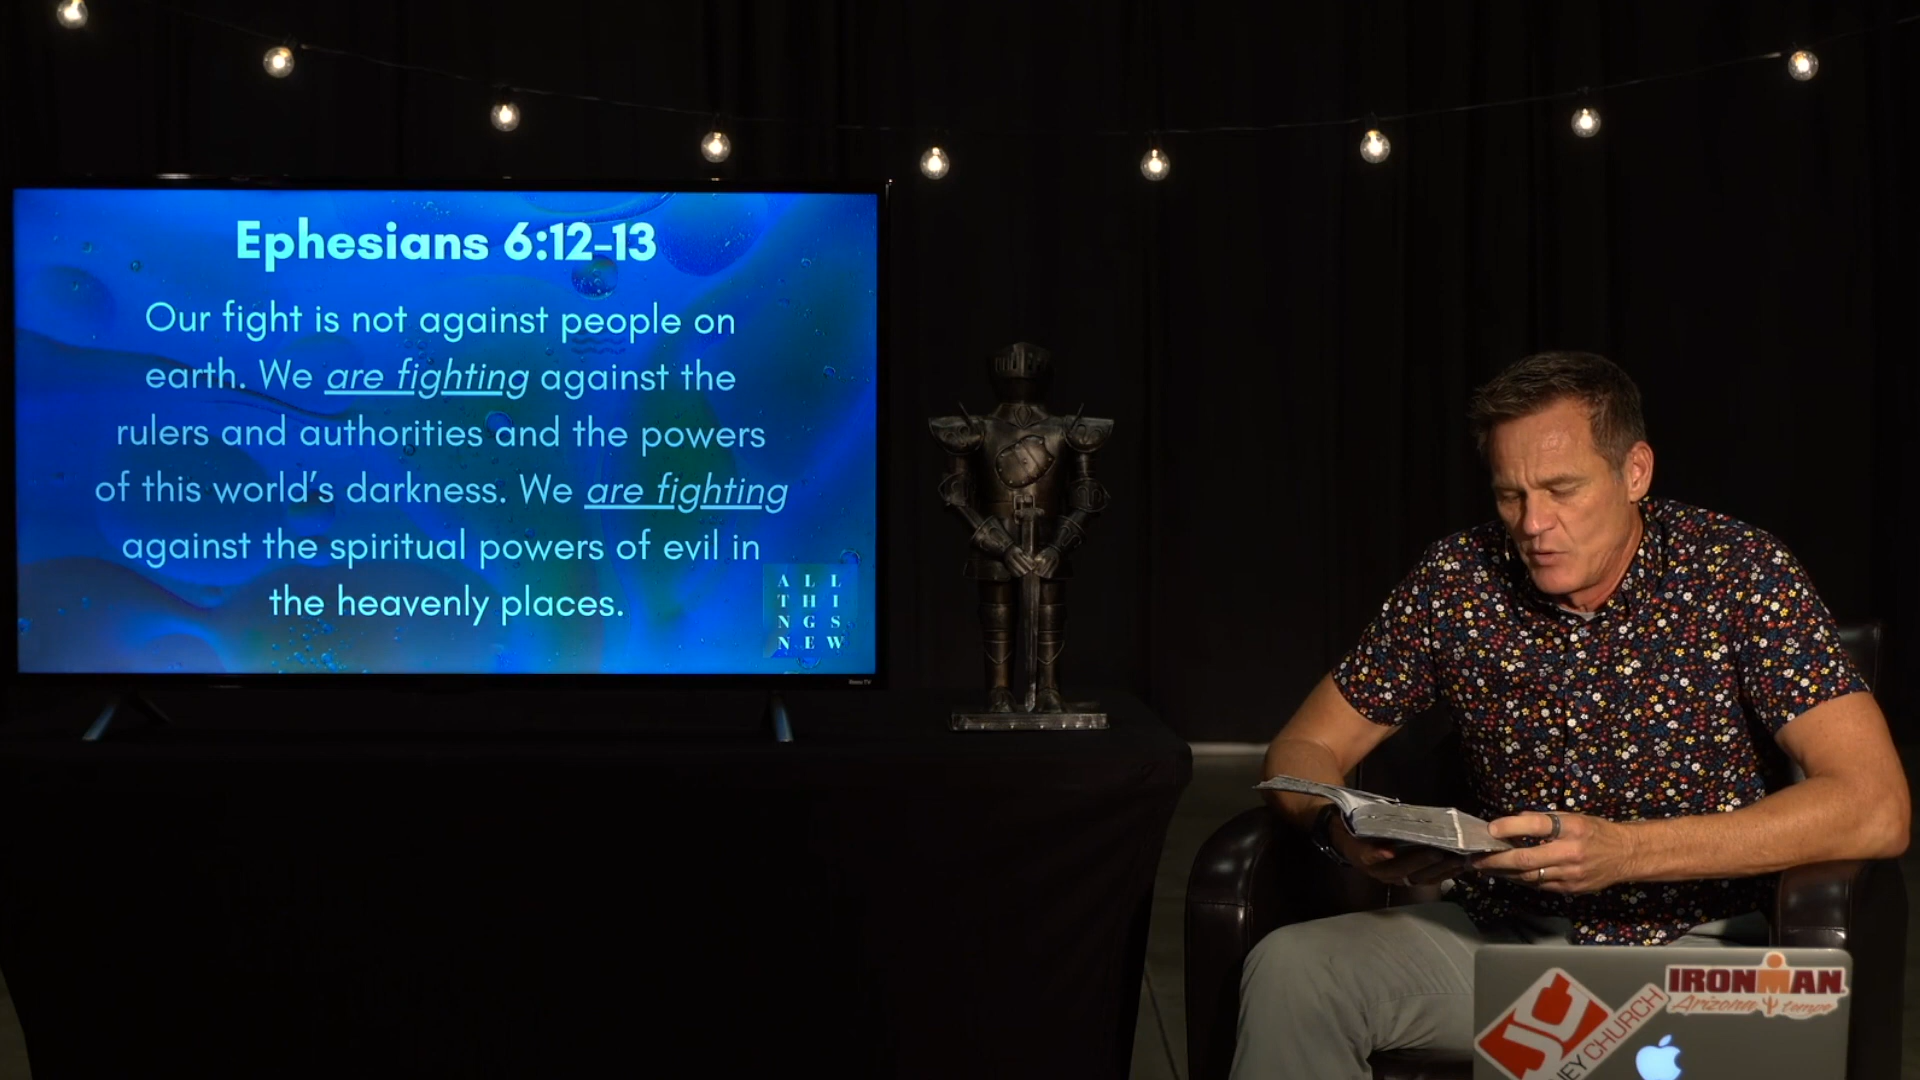 Ephesians 6:12-13
Our fight is not against people on
earth. We are fighting against the
rulers and authorities and the powers
of this world's darkness. We are fighting
against the spiritual powers of evil in
the heavenly places.
A L L
T H I
N G S
N E W
Roku TV
IRONMAN
Arizona tempe
CHURCH